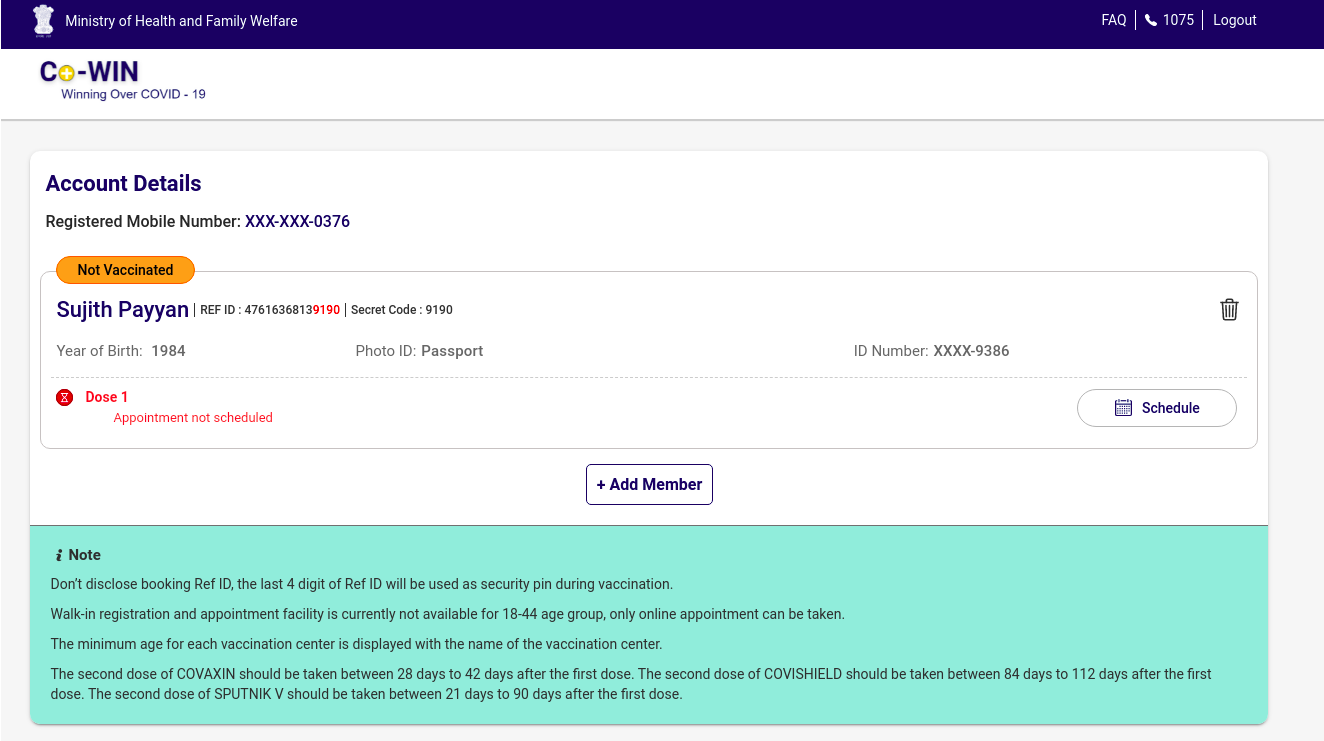 Ministry of Health and Family Welfare
FAQ 1075 Logout
Co-WIN
Winning Over COVID - 19
Account Details
Registered Mobile Number: XXX-XXX-0376
Not Vaccinated
Sujith Payyan | REF ID : 47616368139190 | Secret Code : 9190
Year of Birth: 1984 Photo ID: Passport ID Number: XXXX-9386
Dose 1
Appointment not scheduled
Schedule
+ Add Member
i Note
Don't disclose booking Ref ID, the last 4 digit of Ref ID will be used as security pin during vaccination.
Walk-in registration and appointment facility is currently not available for 18-44 age group, only online appointment can be taken.
The minimum age for each vaccination center is displayed with the name of the vaccination center.
The second dose of COVAXIN should be taken between 28 days to 42 days after the first dose. The second dose of COVISHIELD should be taken between 84 days to 112 days after the first
dose. The second dose of SPUTNIK V should be taken between 21 days to 90 days after the first dose.